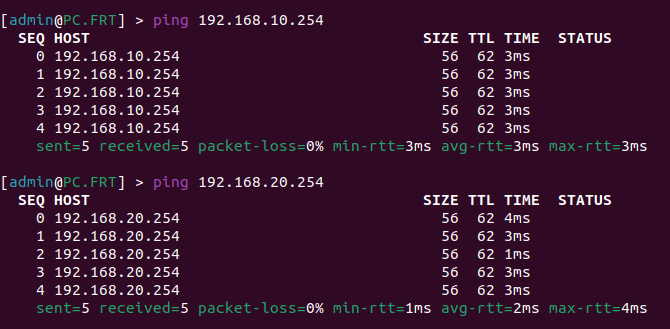 [admin@PC.FRT] > ping 192.168.10.254
SEQ HOST SIZE TTL TIME STATUS
0 192.168.10.254 56 62 3ms
1 192.168.10.254 56 62 3ms
2 192.168.10.254 56 62 3ms
3 192.168.10.254 56 62 3ms
4 192.168.10.254 56 62 3ms
sent=5 received=5 packet-loss=0% min-rtt=3ms avg-rtt=3ms max-rtt=3ms
[admin@PC.FRT] > ping 192.168.20.254
SEQ HOST SIZE TTL TIME STATUS
0 192.168.20.254 56 62 4ms
1 192.168.20.254 56 62 3ms
2 192.168.20.254 56 62 1ms
3 192.168.20.254 56 62 3ms
4 192.168.20.254 56 62 3ms
sent=5 received=5 packet-loss=0% min-rtt=1ms avg-rtt=2ms max-rtt=4ms